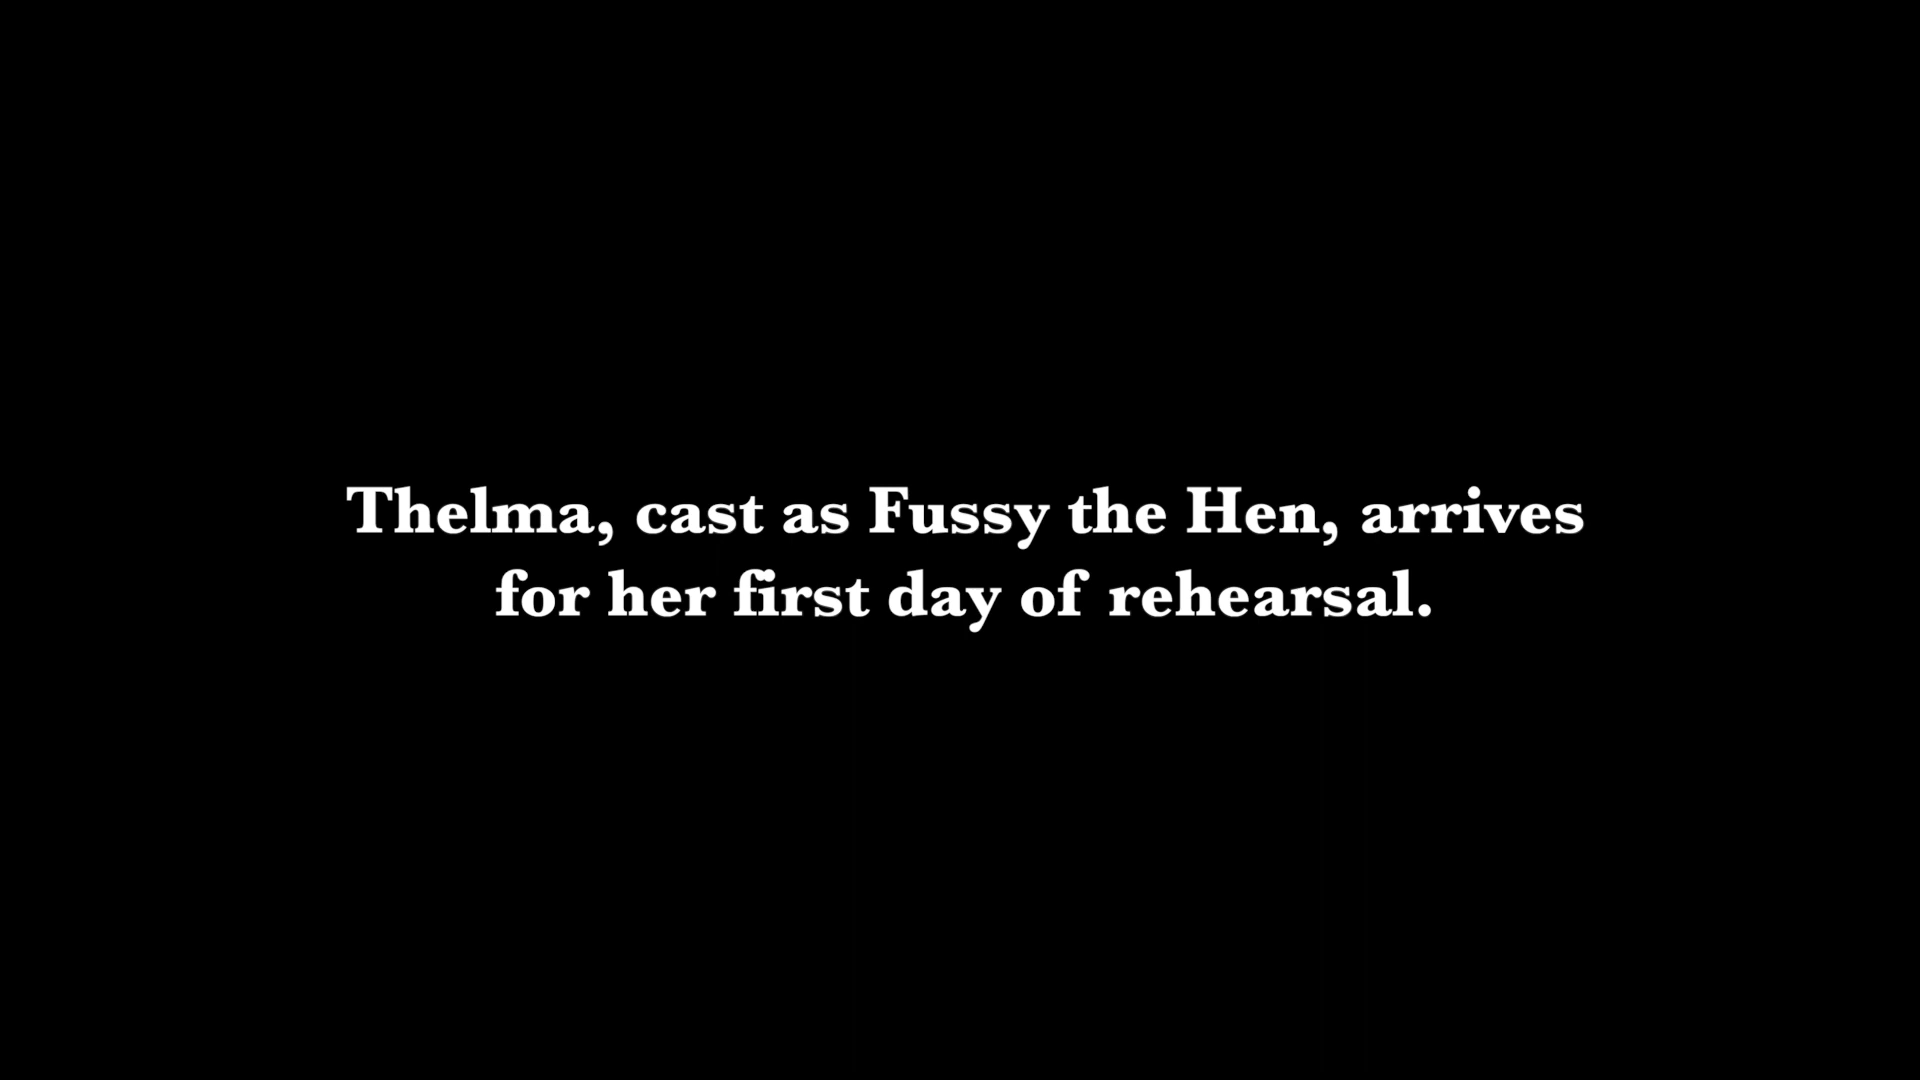 Thelma, cast as Fussy the Hen, arrives
for her first day of rehearsal.